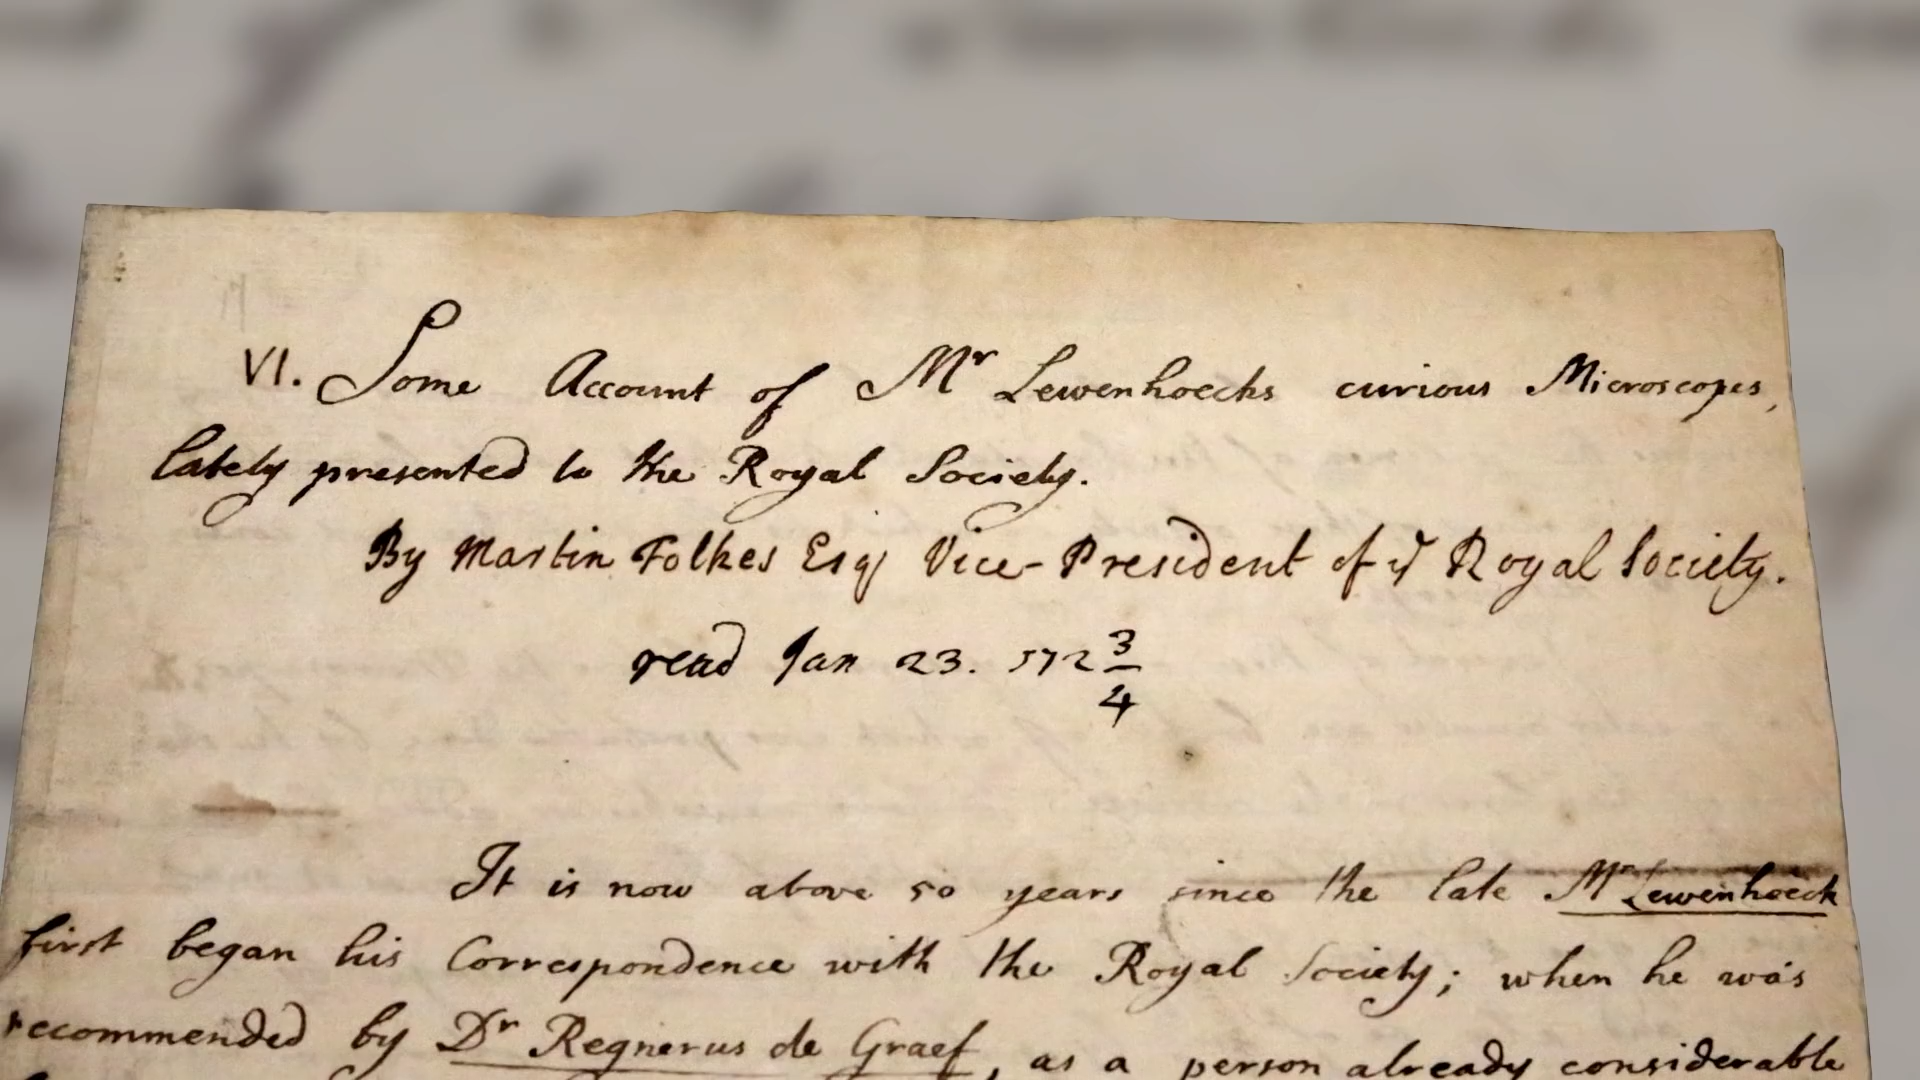 VI. Some Account of Mr Lewenhoecks curious Microscopes,
lately presented to the Royal Society.
By Martin Folkes Esq Vice-President of ye Royal Society.
read Jan 23. 1723/4
It is now above 50 years since the late Mr Lewenhoeck
first began his Correspondence with the Royal Society; when he was
recommended by Dr Regnerus de Graef, as a person already considerable